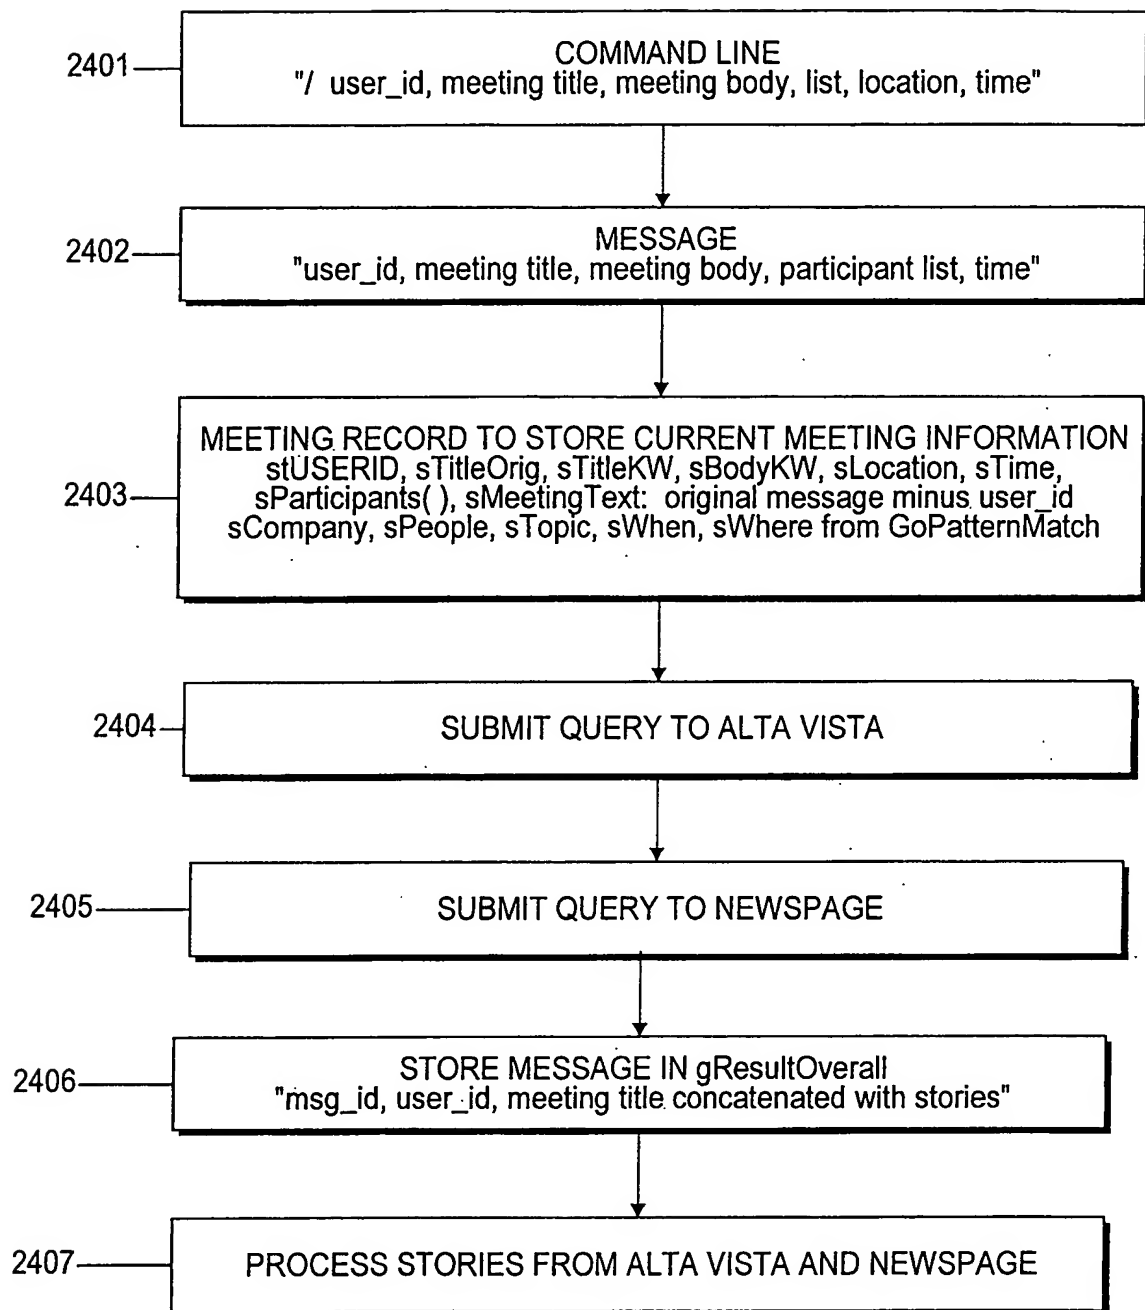 2401
COMMAND LINE
"/ user_id, meeting title, meeting body, list, location, time"
2402
MESSAGE
"user_id, meeting title, meeting body, participant list, time"
2403
MEETING RECORD TO STORE CURRENT MEETING INFORMATION
stUSERID, sTitleOrig, sTitleKW, sBodyKW, sLocation, sTime,
sParticipants( ), sMeetingText: original message minus user_id
sCompany, sPeople, sTopic, sWhen, sWhere from GoPatternMatch
2404
SUBMIT QUERY TO ALTA VISTA
2405
SUBMIT QUERY TO NEWSPAGE
2406
STORE MESSAGE IN gResultOverall
"msg_id, user_id, meeting title concatenated with stories"
2407
PROCESS STORIES FROM ALTA VISTA AND NEWSPAGE